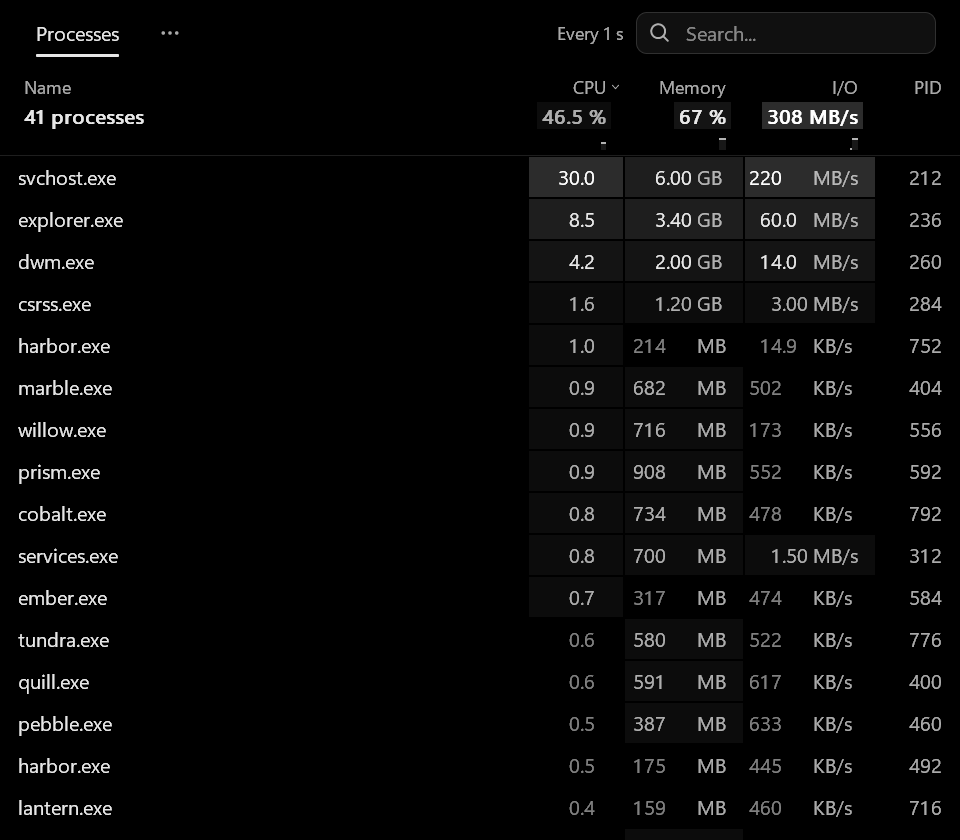 Processes ··· Every 1 s Search...
Name CPU Memory I/O PID
41 processes 46.5 % 67 % 308 MB/s
svchost.exe 30.0 6.00 GB 220 MB/s 212
explorer.exe 8.5 3.40 GB 60.0 MB/s 236
dwm.exe 4.2 2.00 GB 14.0 MB/s 260
csrss.exe 1.6 1.20 GB 3.00 MB/s 284
harbor.exe 1.0 214 MB 14.9 KB/s 752
marble.exe 0.9 682 MB 502 KB/s 404
willow.exe 0.9 716 MB 173 KB/s 556
prism.exe 0.9 908 MB 552 KB/s 592
cobalt.exe 0.8 734 MB 478 KB/s 792
services.exe 0.8 700 MB 1.50 MB/s 312
ember.exe 0.7 317 MB 474 KB/s 584
tundra.exe 0.6 580 MB 522 KB/s 776
quill.exe 0.6 591 MB 617 KB/s 400
pebble.exe 0.5 387 MB 633 KB/s 460
harbor.exe 0.5 175 MB 445 KB/s 492
lantern.exe 0.4 159 MB 460 KB/s 716